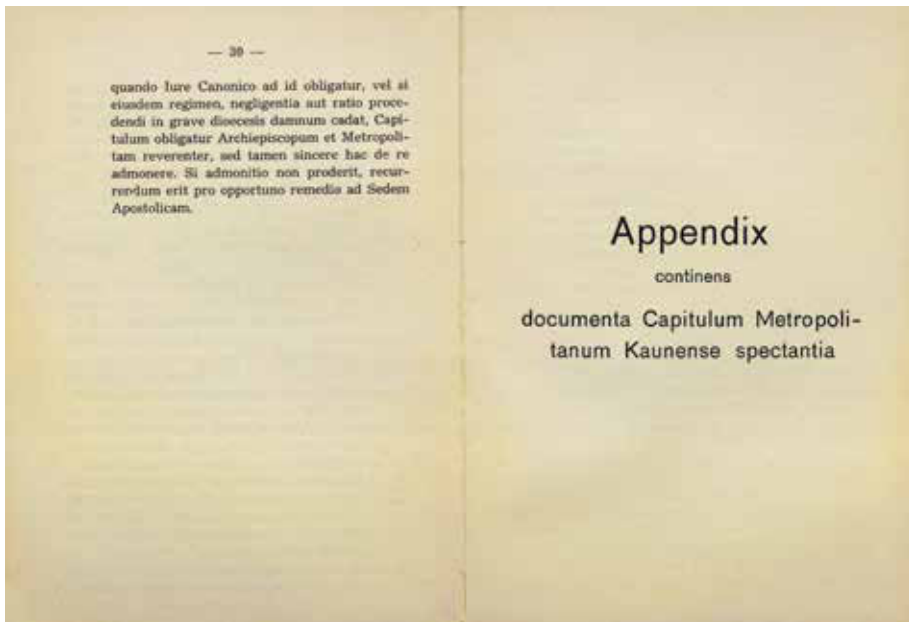 — 30 —
quando Iure Canonico ad id obligatur, vel si
eiusdem regimen, negligentia aut ratio proce-
dendi in grave dioecesis damnum cadat, Capi-
tulum obligatur Archiepiscopum et Metropoli-
tam reverenter, sed tamen sincere hac de re
admonere. Si admonitio non proderit, recur-
rendum erit pro opportuno remedio ad Sedem
Apostolicam.
Appendix
continens
documenta Capitulum Metropoli-
tanum Kaunense spectantia